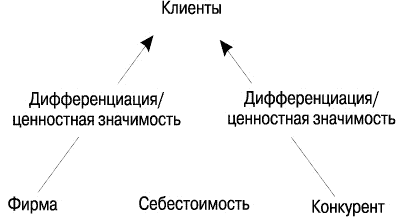 Клиенты
Дифференциация/
ценностная значимость
Дифференциация/
ценностная значимость
Фирма
Себестоимость
Конкурент